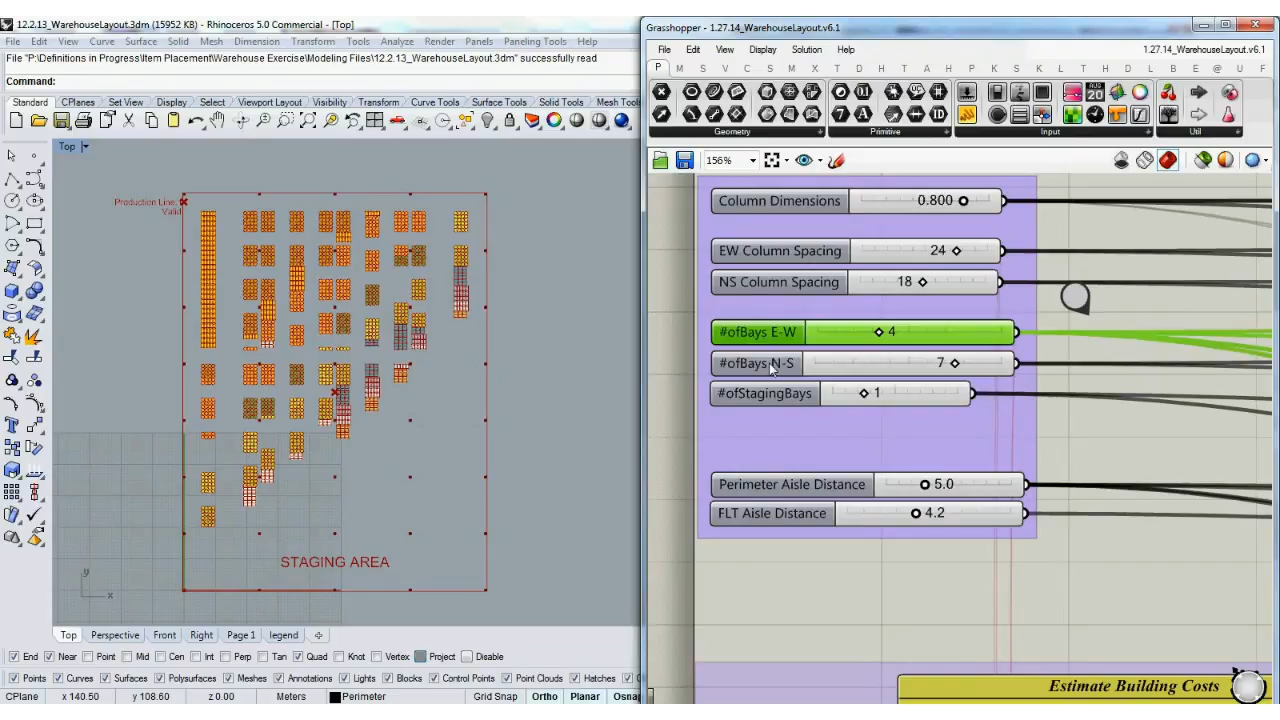 12.2.13_WarehouseLayout.3dm (15952 KB) - Rhinoceros 5.0 Commercial - [Top]
File Edit View Curve Surface Solid Mesh Dimension Transform Tools Analyze Render Panels Paneling Tools Help
File "P:\Definitions in Progress\Item Placement\Warehouse Exercise\Modeling Files\12.2.13_WarehouseLayout.3dm" successfully read
Command:
Standard CPlanes Set View Display Select Viewport Layout Visibility Transform Curve Tools Surface Tools Solid Tools Mesh Tools
Top
Production Line,
Valid
STAGING AREA
y
x
Top Perspective Front Right Page 1 legend
End Near Point Mid Cen Int Perp Tan Quad Knot Vertex Project Disable
Points Curves Surfaces Polysurfaces Meshes Annotations Lights Blocks Control Points Point Clouds Hatches
CPlane x 140.50 y 108.60 z 0.00 Meters Perimeter Grid Snap Ortho Planar Osnap
Grasshopper - 1.27.14_WarehouseLayout.v6.1
File Edit View Display Solution Help 1.27.14_WarehouseLayout.v6.1
P M S V C S M X T A D H D H P K S K L T H D L B E @ U F
Geometry Primitive Input Util
156%
Column Dimensions 0.800
EW Column Spacing 24
NS Column Spacing 18
#ofBays E-W 4
#ofBays N-S 7
#ofStagingBays 1
Perimeter Aisle Distance 5.0
FLT Aisle Distance 4.2
Estimate Building Costs